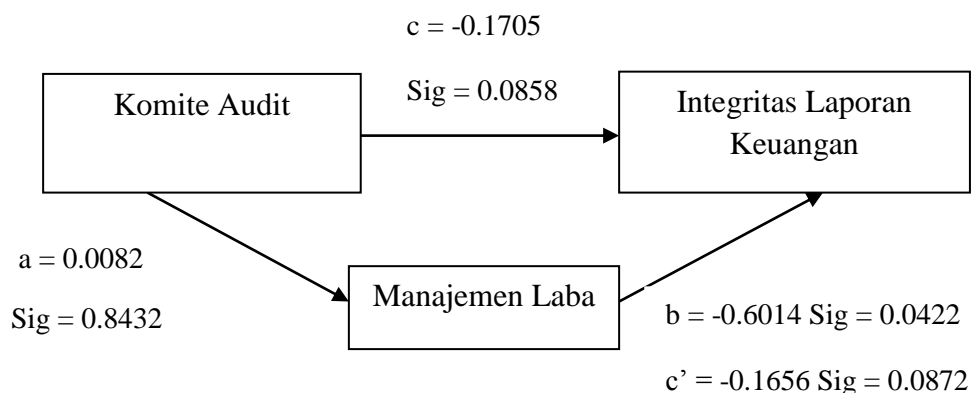 c = -0.1705
Sig = 0.0858
Komite Audit
Integritas Laporan
Keuangan
a = 0.0082
Sig = 0.8432
Manajemen Laba
b = -0.6014 Sig = 0.0422
c’ = -0.1656 Sig = 0.0872